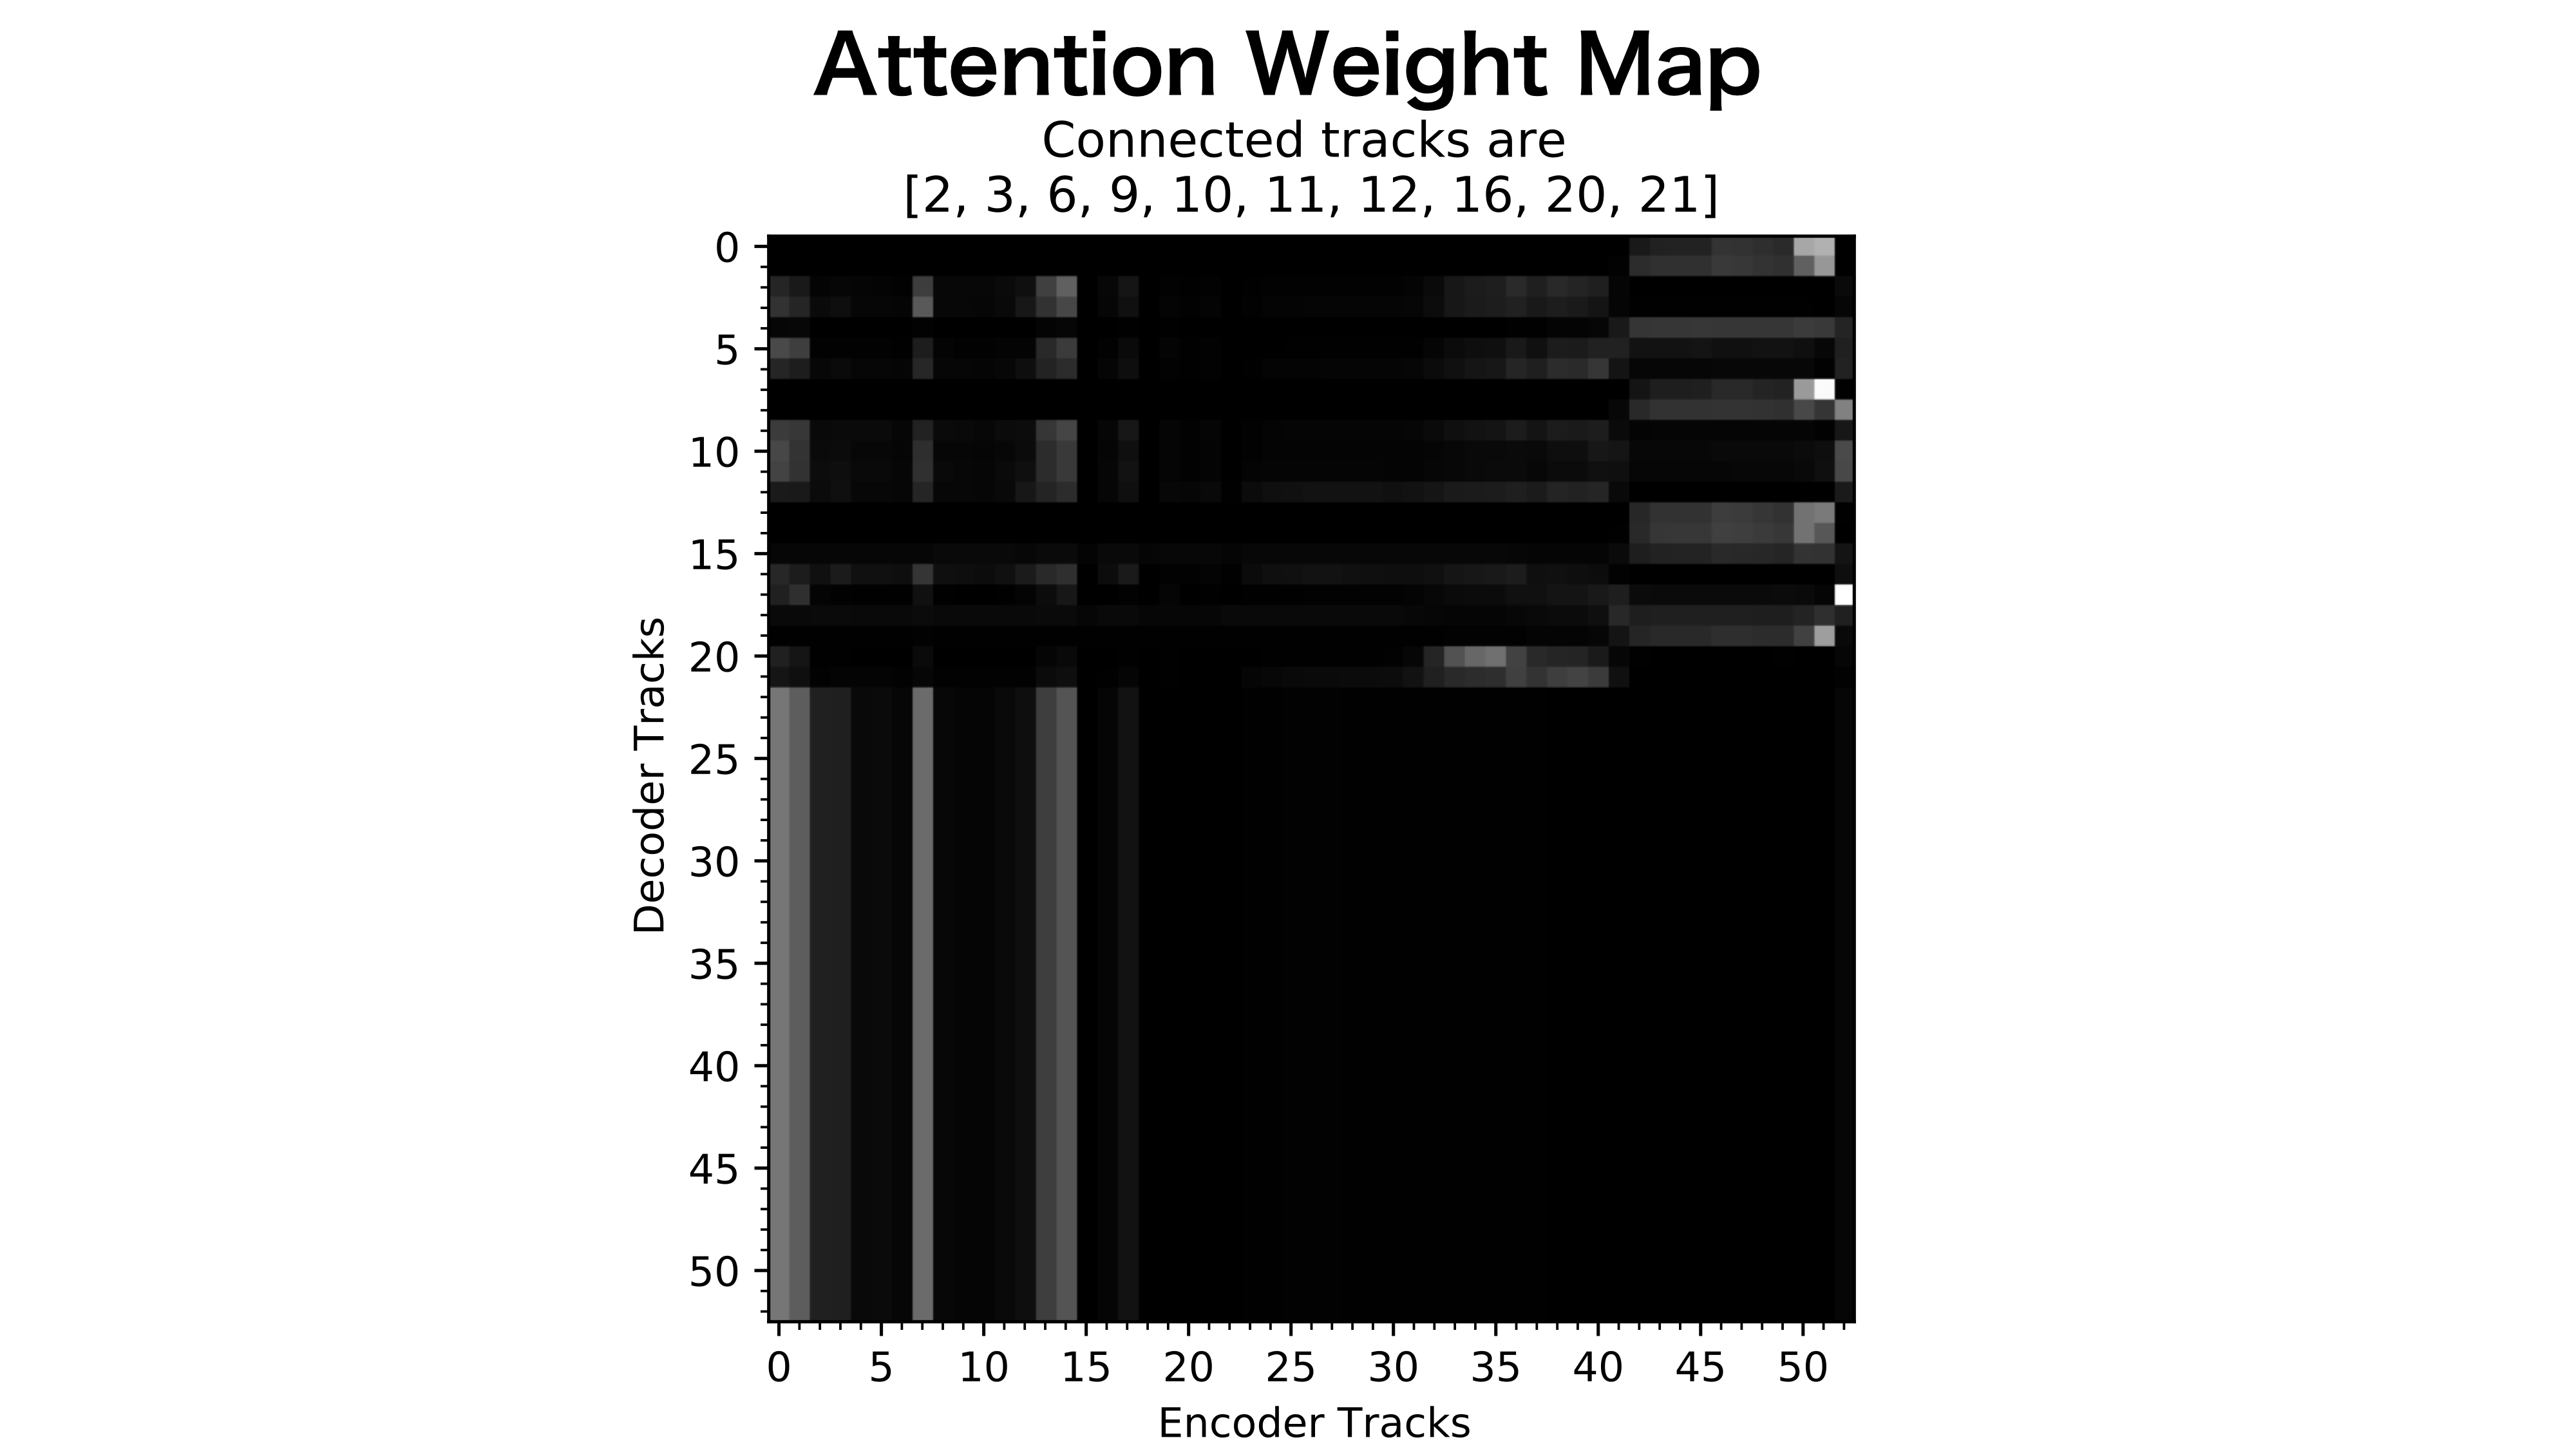 Attention Weight Map
Connected tracks are
[2, 3, 6, 9, 10, 11, 12, 16, 20, 21]
0
5
10
15
20
25
30
35
40
45
50
Decoder Tracks
0 5 10 15 20 25 30 35 40 45 50
Encoder Tracks